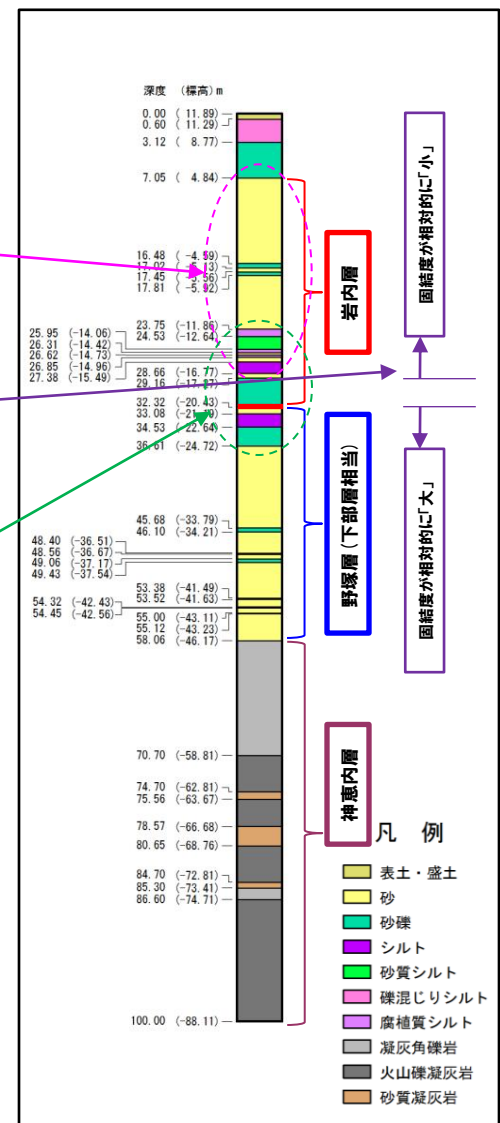 深度 (標高) m
0.00 ( 11.89)
0.60 ( 11.29)
3.12 ( 8.77)
7.05 ( 4.84)
16.48 (-4.59)
17.02
17.45
17.81 (-5.92)
23.75 (-11.86)
24.53 (-12.64)
25.95 (-14.06)
26.31 (-14.42)
26.62 (-14.73)
26.85 (-14.96)
27.38 (-15.49)
28.66 (-16.77)
29.16
32.32 (-20.43)
33.08
34.53 (-22.64)
36.61 (-24.72)
45.68 (-33.79)
46.10 (-34.21)
48.40 (-36.51)
48.56 (-36.67)
49.06 (-37.17)
49.43 (-37.54)
53.38 (-41.49)
53.52 (-41.63)
54.32 (-42.43)
54.45 (-42.56)
55.00 (-43.11)
55.12 (-43.23)
58.06 (-46.17)
70.70 (-58.81)
74.70 (-62.81)
75.56 (-63.67)
78.57 (-66.68)
80.65 (-68.76)
84.70 (-72.81)
85.30 (-73.41)
86.60 (-74.71)
100.00 (-88.11)
岩内層
野塚層(下部層相当)
神恵内層
固結度が相対的に「小」
固結度が相対的に「大」
凡 例
表土・盛土
砂
砂礫
シルト
砂質シルト
礫混じりシルト
腐植質シルト
凝灰角礫岩
火山礫凝灰岩
砂質凝灰岩